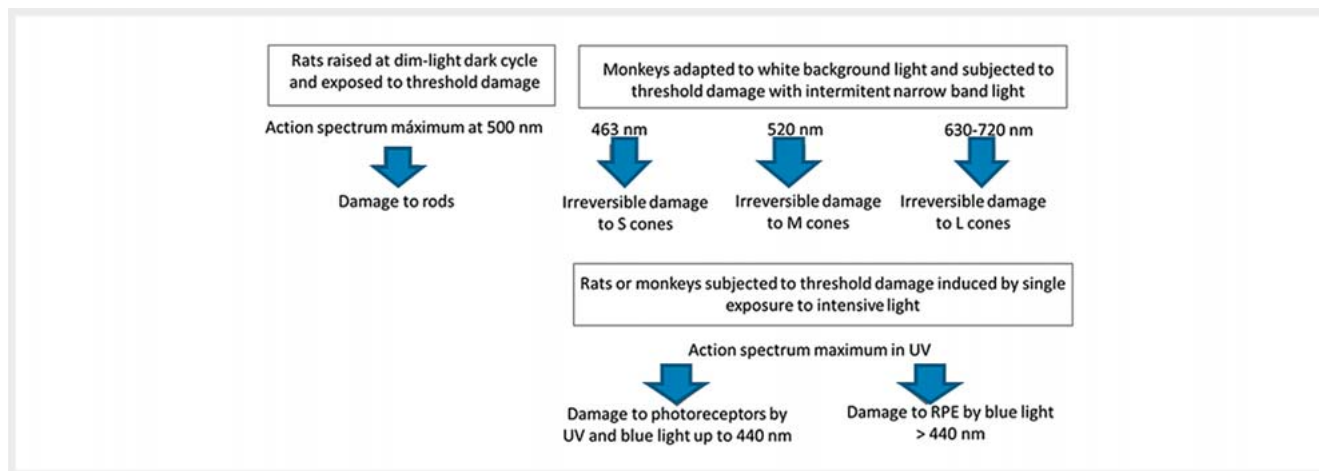 Rats raised at dim-light dark cycle
and exposed to threshold damage
Action spectrum máximum at 500 nm
Damage to rods
Monkeys adapted to white background light and subjected to
threshold damage with intermitent narrow band light
463 nm
520 nm
630-720 nm
Irreversible damage
to S cones
Irreversible damage
to M cones
Irreversible damage
to L cones
Rats or monkeys subjected to threshold damage induced by single
exposure to intensive light
Action spectrum maximum in UV
Damage to photoreceptors by
UV and blue light up to 440 nm
Damage to RPE by blue light
> 440 nm